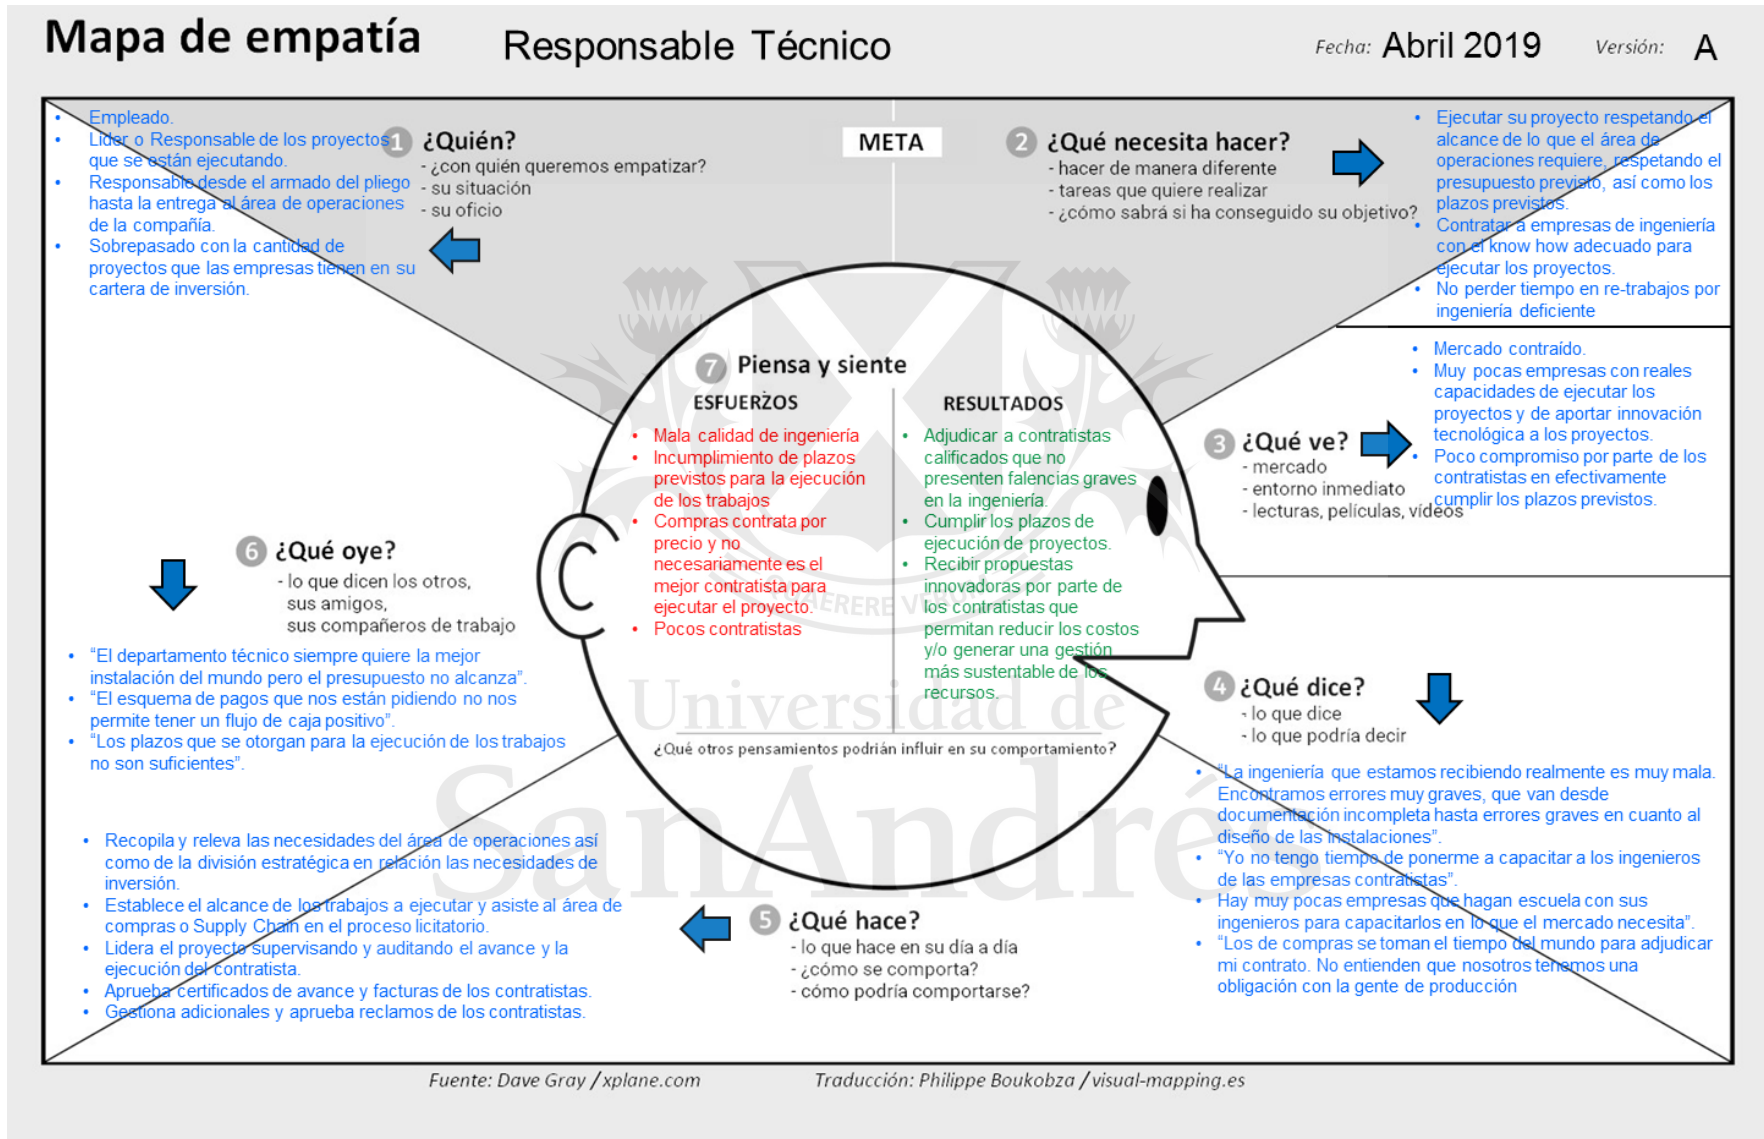 Mapa de empatía
Responsable Técnico
Fecha: Abril 2019
Versión: A
1 ¿Quién?
- ¿con quién queremos empatizar?
- su situación
- su oficio
• Empleado.
• Lider o Responsable de los proyectos
que se están ejecutando.
• Responsable desde el armado del pliego
hasta la entrega al área de operaciones
de la compañía.
• Sobrepasado con la cantidad de
proyectos que las empresas tienen en su
cartera de inversión.
META
2 ¿Qué necesita hacer?
- hacer de manera diferente
- tareas que quiere realizar
- ¿cómo sabrá si ha conseguido su objetivo?
• Ejecutar su proyecto respetando el
alcance de lo que el área de
operaciones requiere, respetando el
presupuesto previsto, así como los
plazos previstos.
• Contratar a empresas de ingeniería
con el know how adecuado para
ejecutar los proyectos.
• No perder tiempo en re-trabajos por
ingeniería deficiente
3 ¿Qué ve?
- mercado
- entorno inmediato
- lecturas, películas, vídeos
• Mercado contraído.
• Muy pocas empresas con reales
capacidades de ejecutar los
proyectos y de aportar innovación
tecnológica a los proyectos.
• Poco compromiso por parte de los
contratistas en efectivamente
cumplir los plazos previstos.
4 ¿Qué dice?
- lo que dice
- lo que podría decir
• “La ingeniería que estamos recibiendo realmente es muy mala.
Encontramos errores muy graves, que van desde
documentación incompleta hasta errores graves en cuanto al
diseño de las instalaciones”.
• “Yo no tengo tiempo de ponerme a capacitar a los ingenieros
de las empresas contratistas”.
• Hay muy pocas empresas que hagan escuela con sus
ingenieros para capacitarlos en lo que el mercado necesita”.
• “Los de compras se toman el tiempo del mundo para adjudicar
mi contrato. No entienden que nosotros tenemos una
obligación con la gente de producción
5 ¿Qué hace?
- lo que hace en su día a día
- ¿cómo se comporta?
- cómo podría comportarse?
• Recopila y releva las necesidades del área de operaciones así
como de la división estratégica en relación las necesidades de
inversión.
• Establece el alcance de los trabajos a ejecutar y asiste al área de
compras o Supply Chain en el proceso licitatorio.
• Lidera el proyecto supervisando y auditando el avance y la
ejecución del contratista.
• Aprueba certificados de avance y facturas de los contratistas.
• Gestiona adicionales y aprueba reclamos de los contratistas.
6 ¿Qué oye?
- lo que dicen los otros,
sus amigos,
sus compañeros de trabajo
• “El departamento técnico siempre quiere la mejor
instalación del mundo pero el presupuesto no alcanza”.
• “El esquema de pagos que nos están pidiendo no nos
permite tener un flujo de caja positivo”.
• “Los plazos que se otorgan para la ejecución de los trabajos
no son suficientes”.
7 Piensa y siente
ESFUERZOS
• Mala calidad de ingeniería
• Incumplimiento de plazos
previstos para la ejecución
de los trabajos
• Compras contrata por
precio y no
necesariamente es el
mejor contratista para
ejecutar el proyecto.
• Pocos contratistas
RESULTADOS
• Adjudicar a contratistas
calificados que no
presenten falencias graves
en la ingeniería.
• Cumplir los plazos de
ejecución de proyectos.
• Recibir propuestas
innovadoras por parte de
los contratistas que
permitan reducir los costos
y/o generar una gestión
más sustentable de los
recursos.
¿Qué otros pensamientos podrián influir en su comportamiento?
Universidad de
SanAndrés
Fuente: Dave Gray / xplane.com
Traducción: Philippe Boukobza / visual-mapping.es